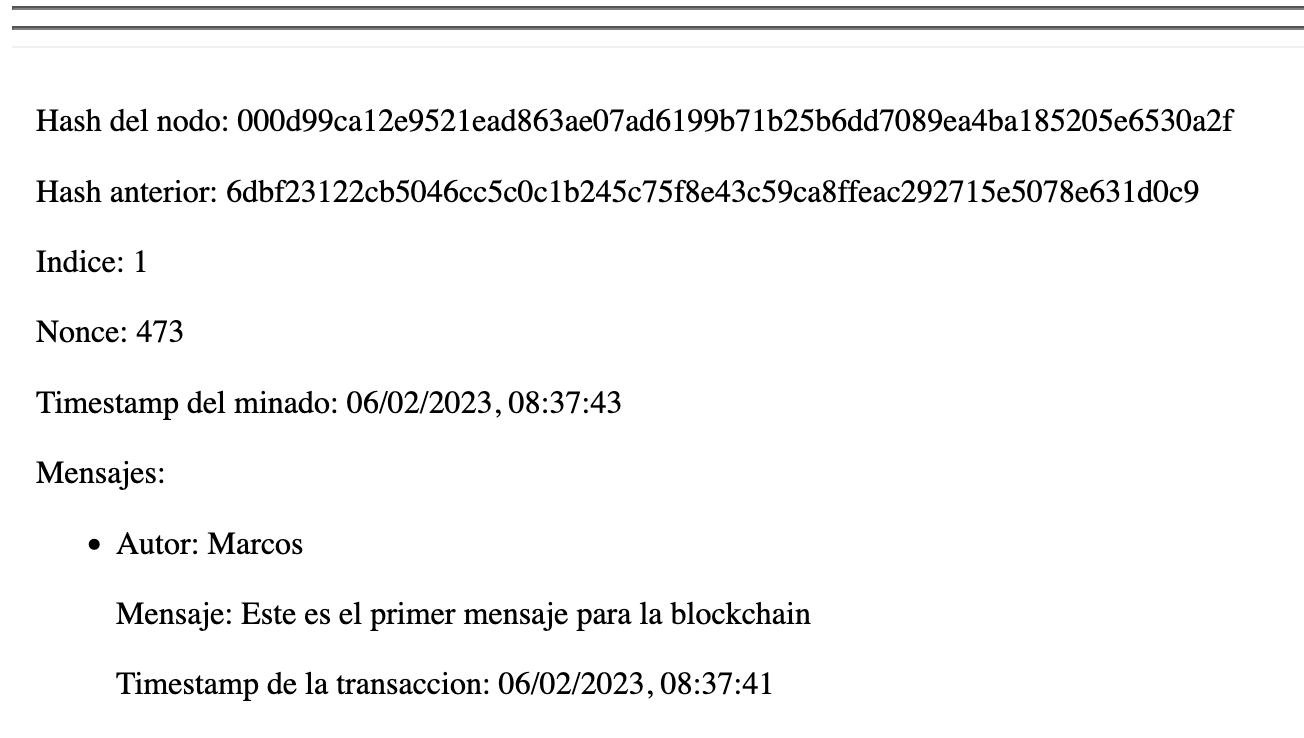 Hash del nodo: 000d99ca12e9521ead863ae07ad6199b71b25b6dd7089ea4ba185205e6530a2f
Hash anterior: 6dbf23122cb5046cc5c0c1b245c75f8e43c59ca8ffeac292715e5078e631d0c9
Indice: 1
Nonce: 473
Timestamp del minado: 06/02/2023, 08:37:43
Mensajes:
• Autor: Marcos
Mensaje: Este es el primer mensaje para la blockchain
Timestamp de la transaccion: 06/02/2023, 08:37:41